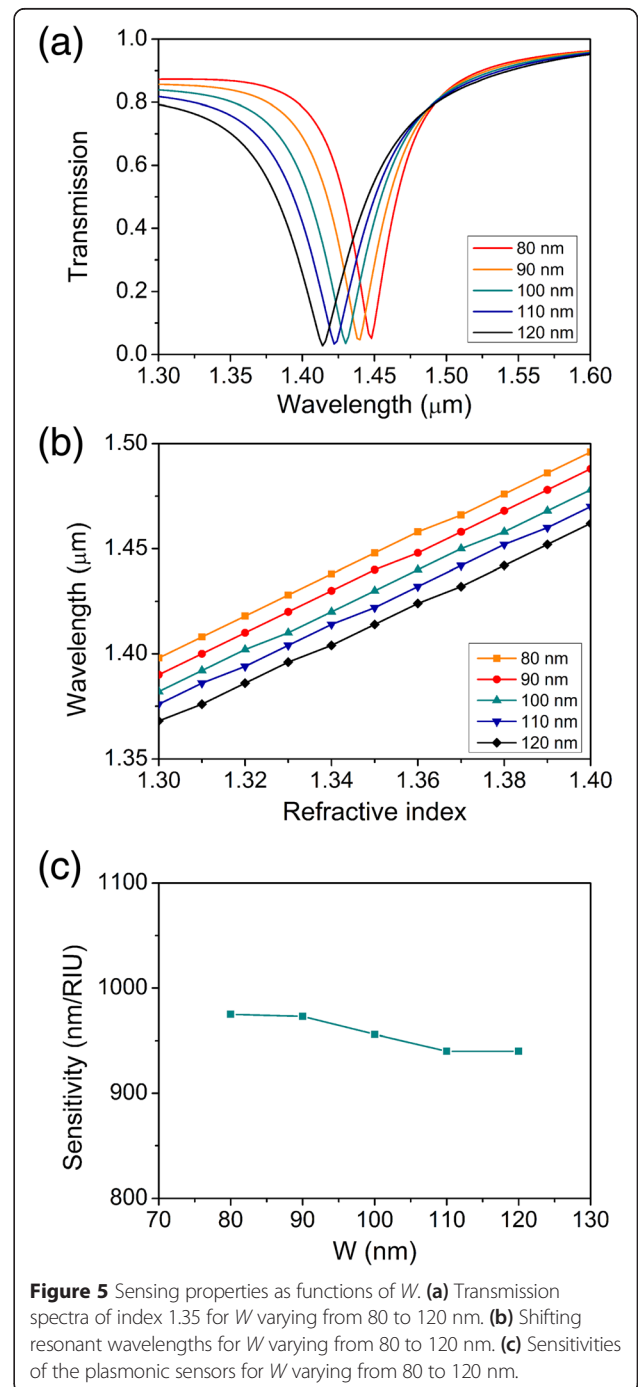 (a)
1.0
0.8
0.6
0.4
0.2
0.0
Transmission
80 nm
90 nm
100 nm
110 nm
120 nm
1.30 1.35 1.40 1.45 1.50 1.55 1.60
Wavelength (μm)
(b)
1.50
1.45
1.40
1.35
Wavelength (μm)
80 nm
90 nm
100 nm
110 nm
120 nm
1.30 1.32 1.34 1.36 1.38 1.40
Refractive index
(c)
1100
1000
900
800
Sensitivity (nm/RIU)
70 80 90 100 110 120 130
W (nm)
Figure 5 Sensing properties as functions of W. (a) Transmission
spectra of index 1.35 for W varying from 80 to 120 nm. (b) Shifting
resonant wavelengths for W varying from 80 to 120 nm. (c) Sensitivities
of the plasmonic sensors for W varying from 80 to 120 nm.